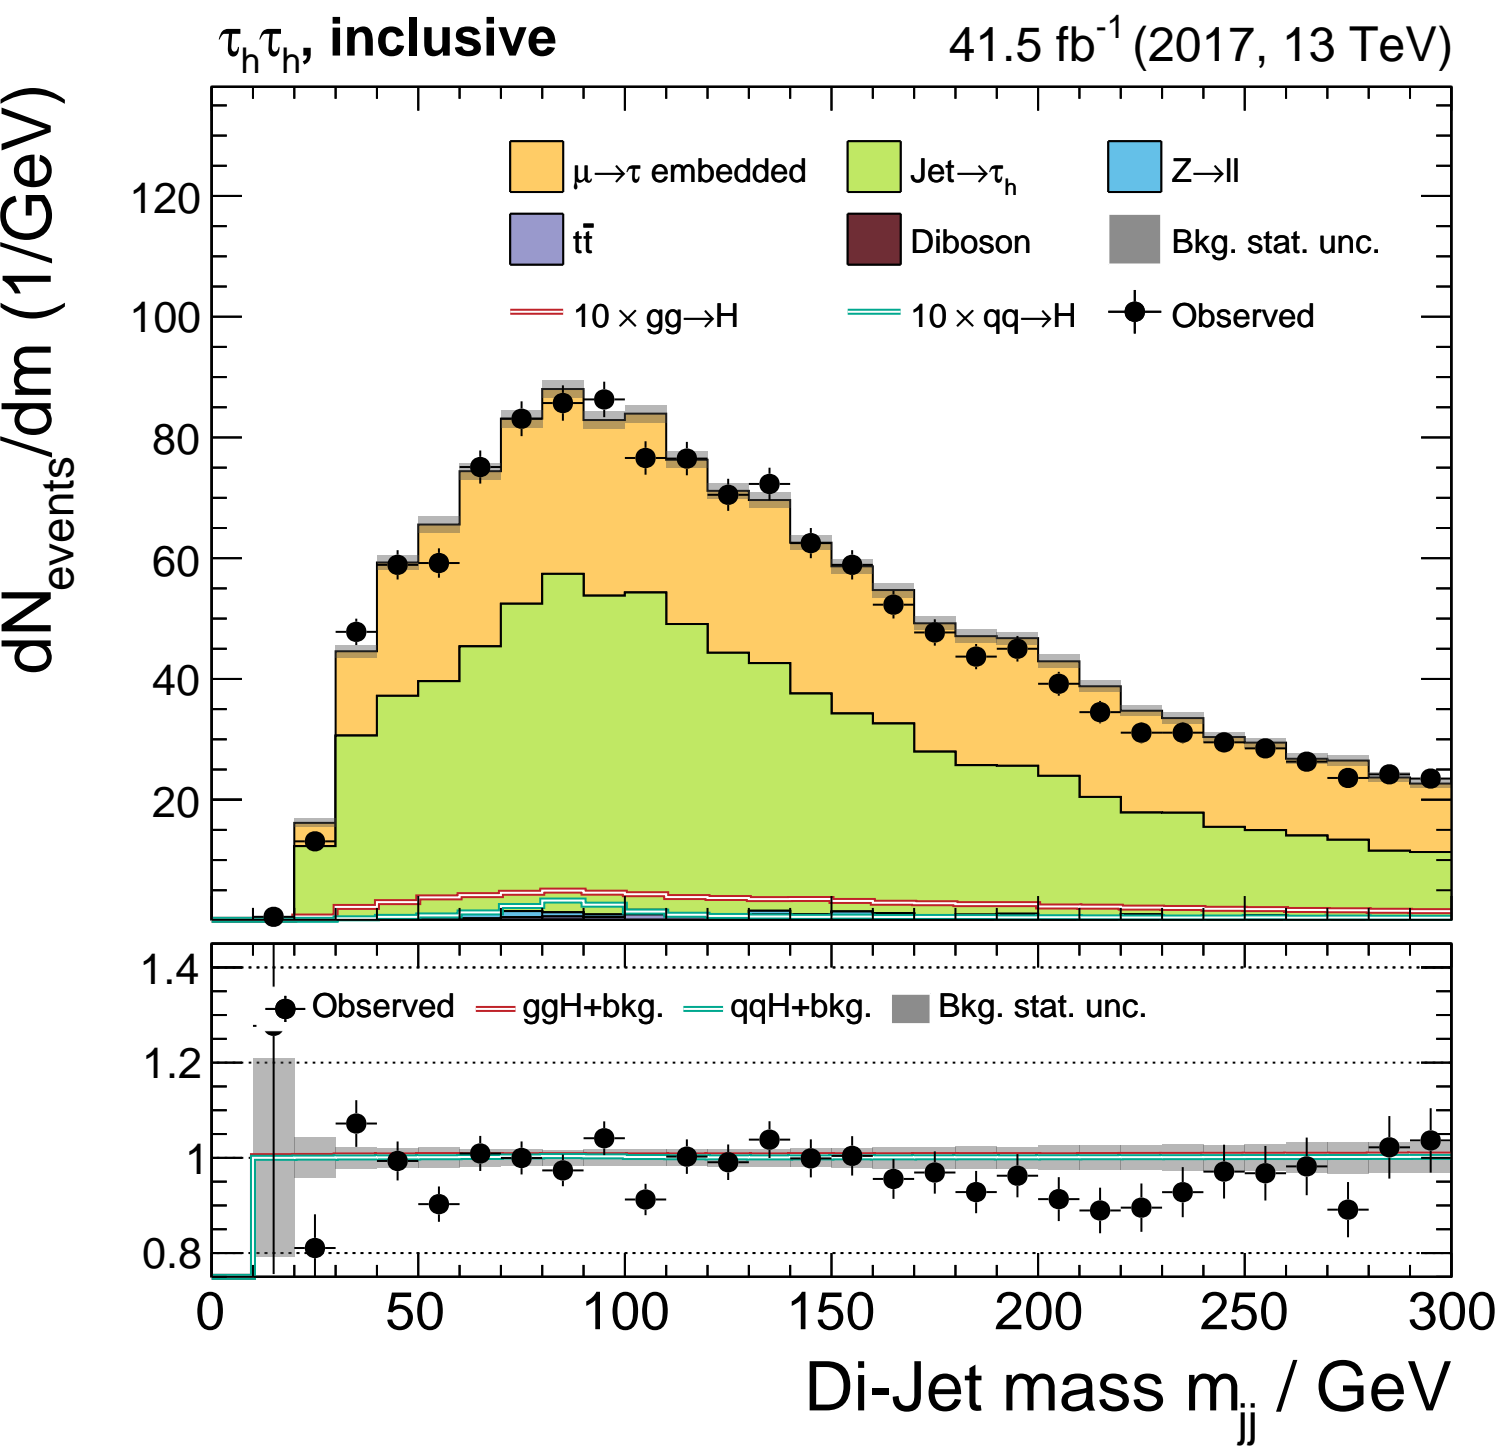 τhτh, inclusive 41.5 fb-1 (2017, 13 TeV)
dNevents/dm (1/GeV)
μ→τ embedded Jet→τh Z→ll
tt̄ Diboson Bkg. stat. unc.
10 × gg→H 10 × qq→H Observed
120
100
80
60
40
20
1.4
Observed ggH+bkg. qqH+bkg. Bkg. stat. unc.
1.2
1
0.8
0 50 100 150 200 250 300
Di-Jet mass mjj / GeV